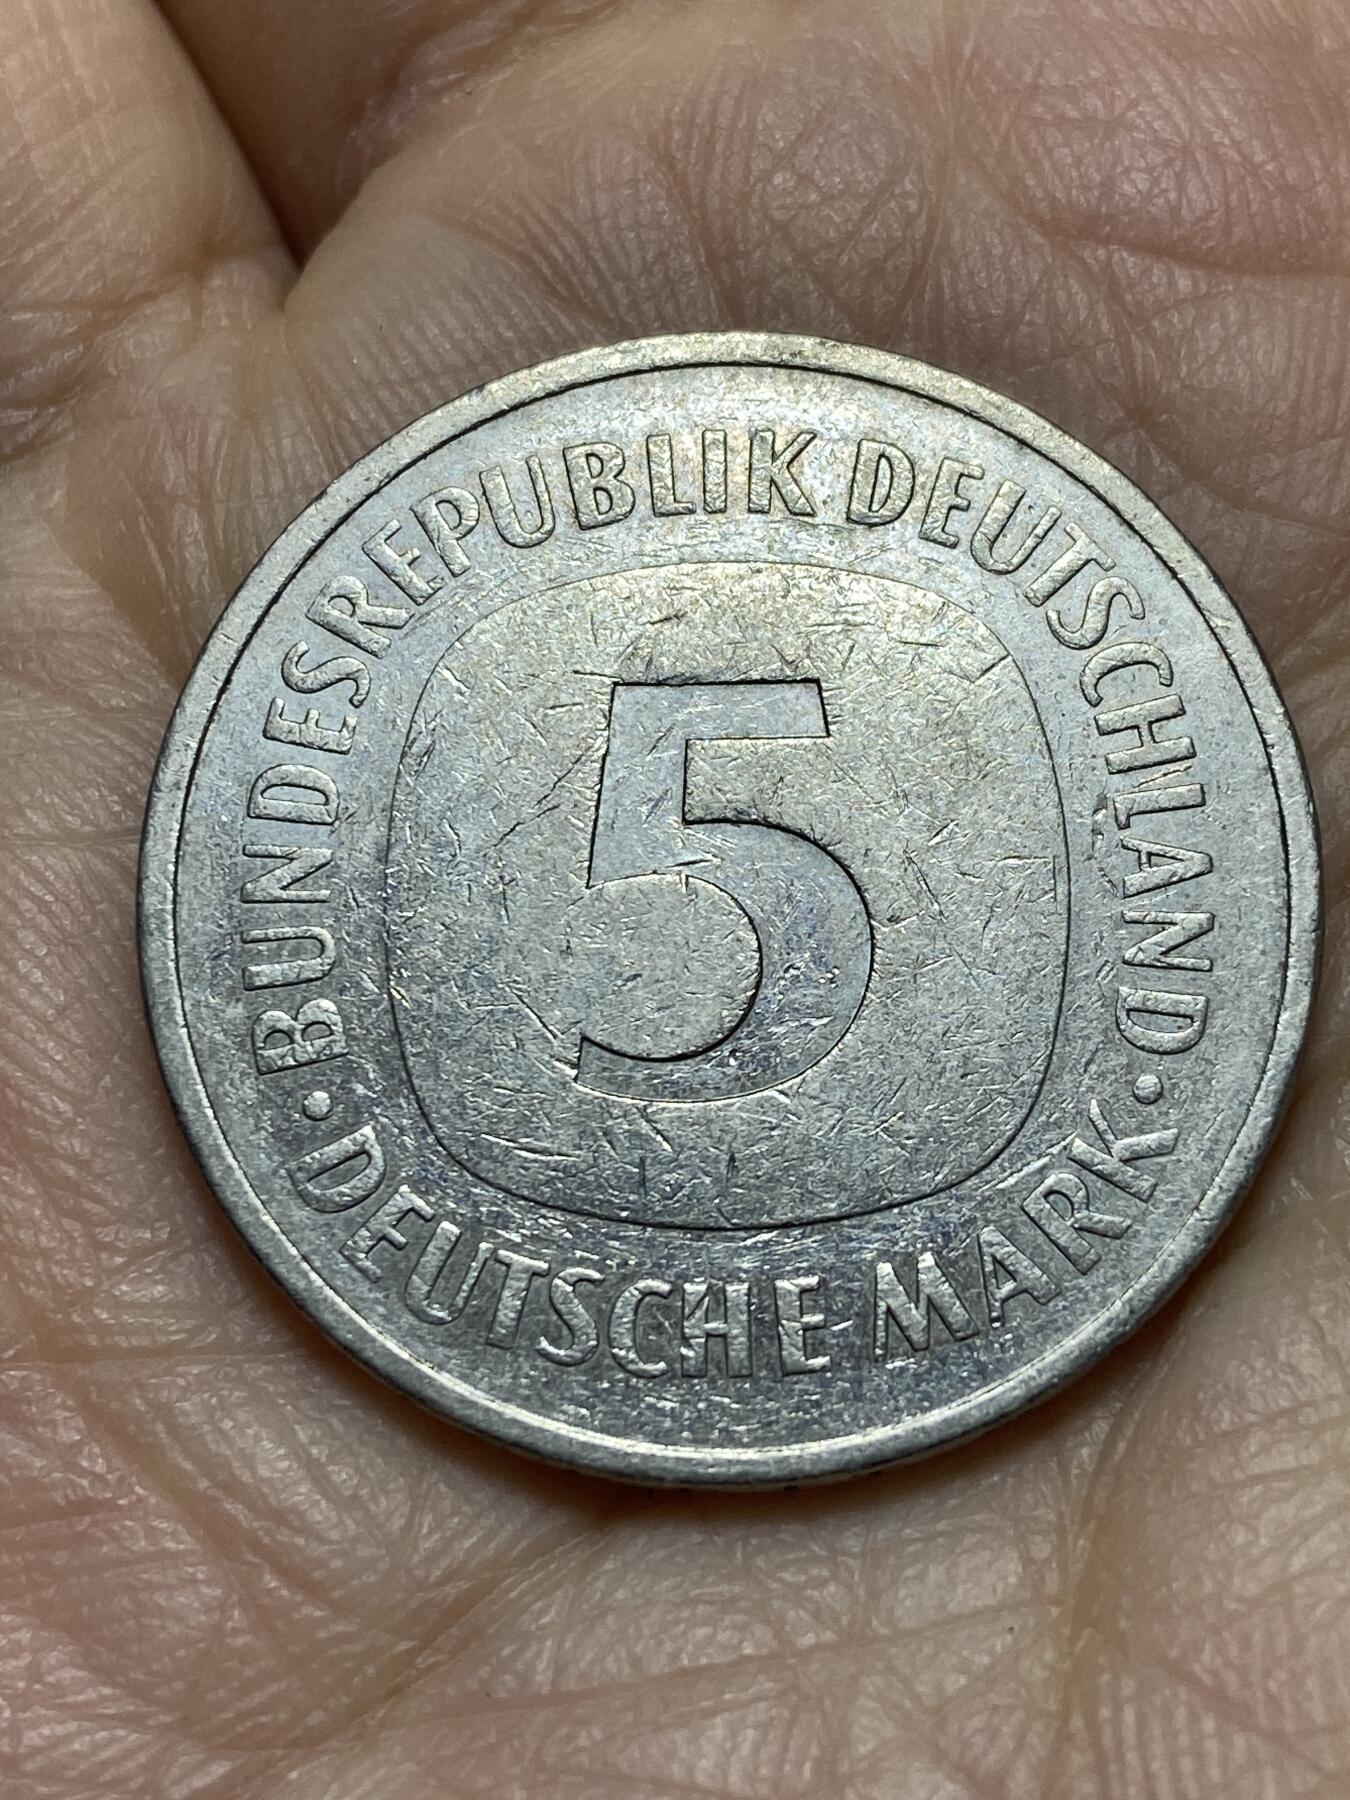 BUNDESREPUBLIK DEUTSCHLAND
5
· DEUTSCHE MARK ·